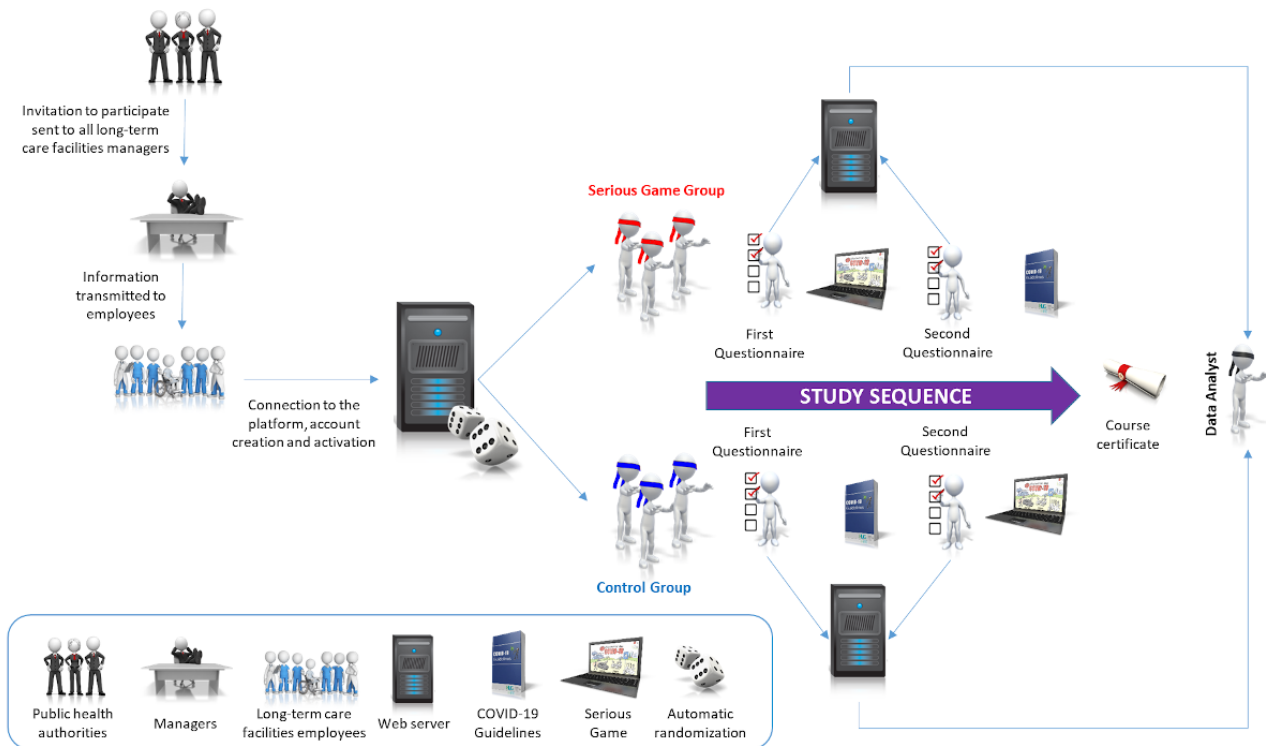 Invitation to participate
sent to all long-term
care facilities managers
Information
transmitted to
employees
Connection to the
platform, account
creation and activation
Serious Game Group
First
Questionnaire
Second
Questionnaire
STUDY SEQUENCE
First
Questionnaire
Second
Questionnaire
Control Group
Course
certificate
Data Analyst
Public health
authorities
Managers
Long-term care
facilities employees
Web server
COVID-19
Guidelines
Serious
Game
Automatic
randomization